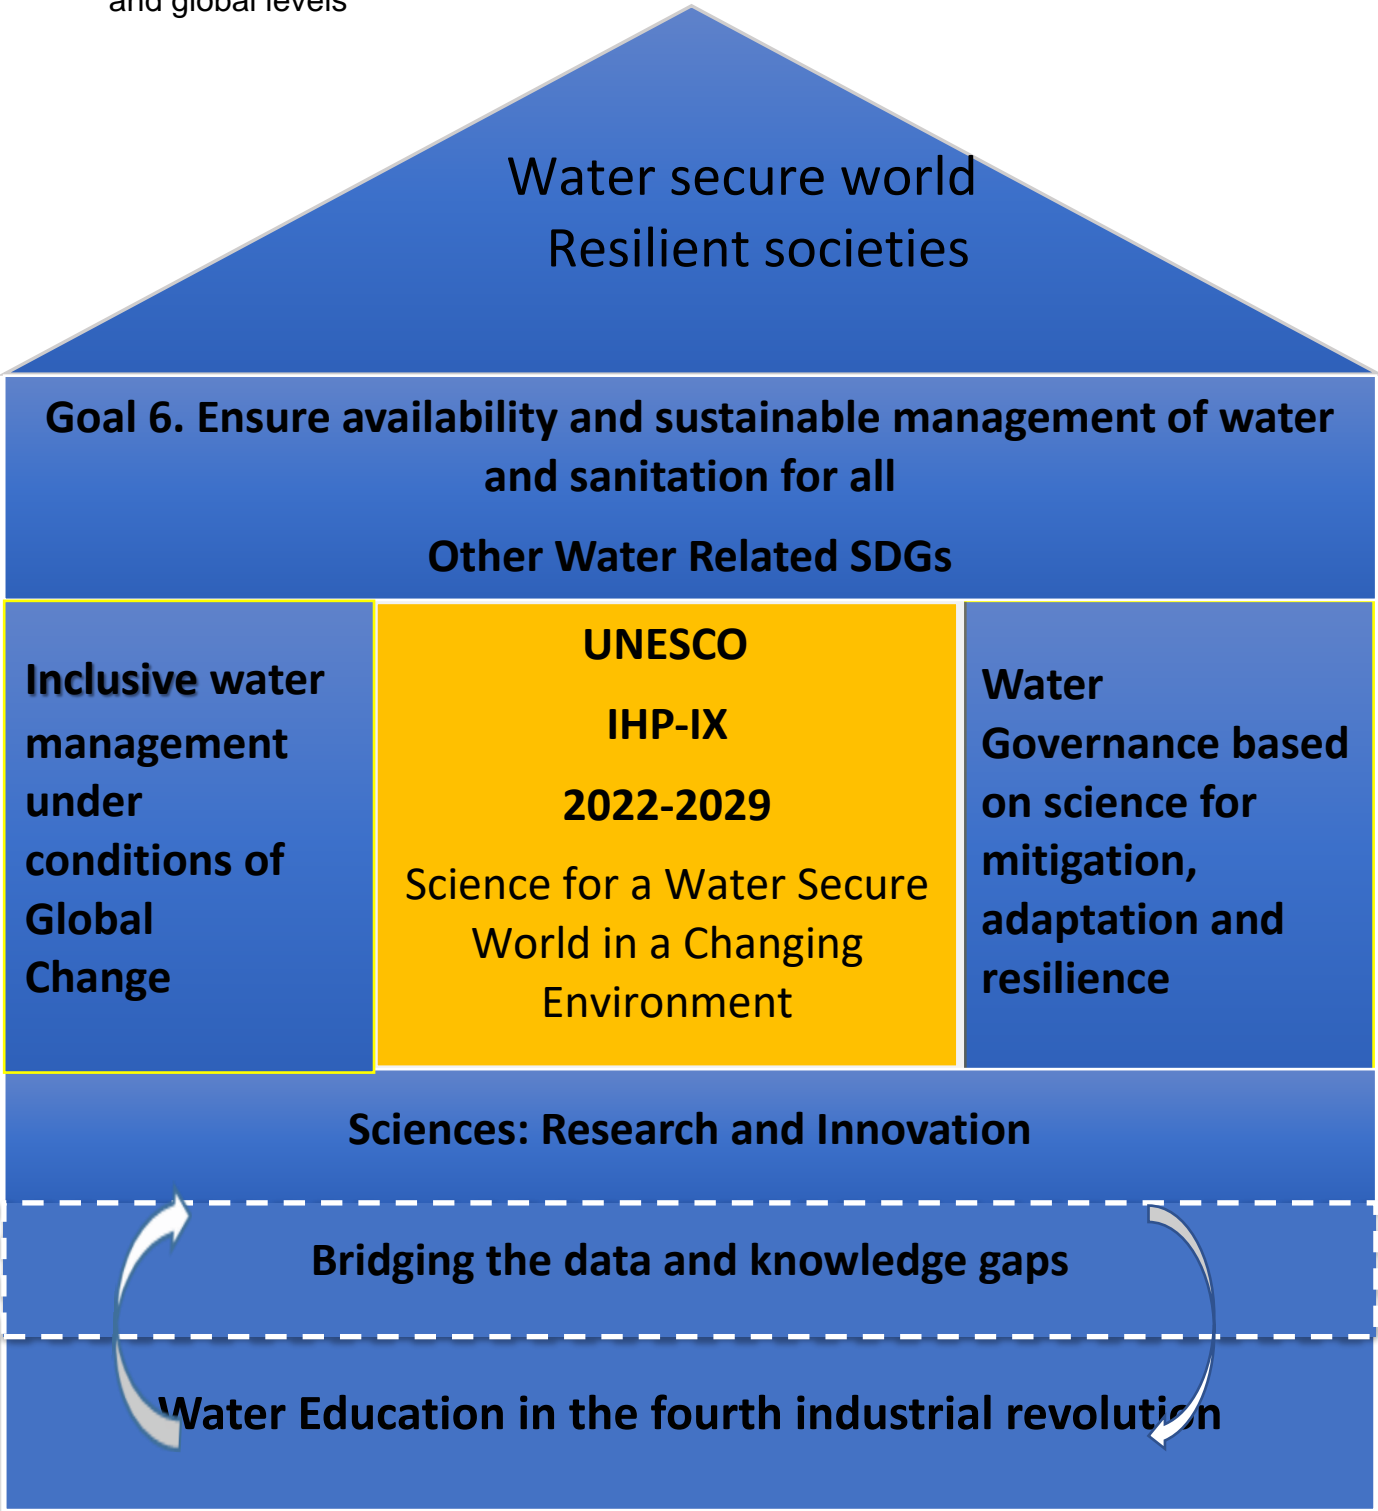 and global levels
Water secure world
Resilient societies
Goal 6. Ensure availability and sustainable management of water
and sanitation for all
Other Water Related SDGs
Inclusive water
management
under
conditions of
Global
Change
UNESCO
IHP-IX
2022-2029
Science for a Water Secure
World in a Changing
Environment
Water
Governance based
on science for
mitigation,
adaptation and
resilience
Sciences: Research and Innovation
Bridging the data and knowledge gaps
Water Education in the fourth industrial revolution